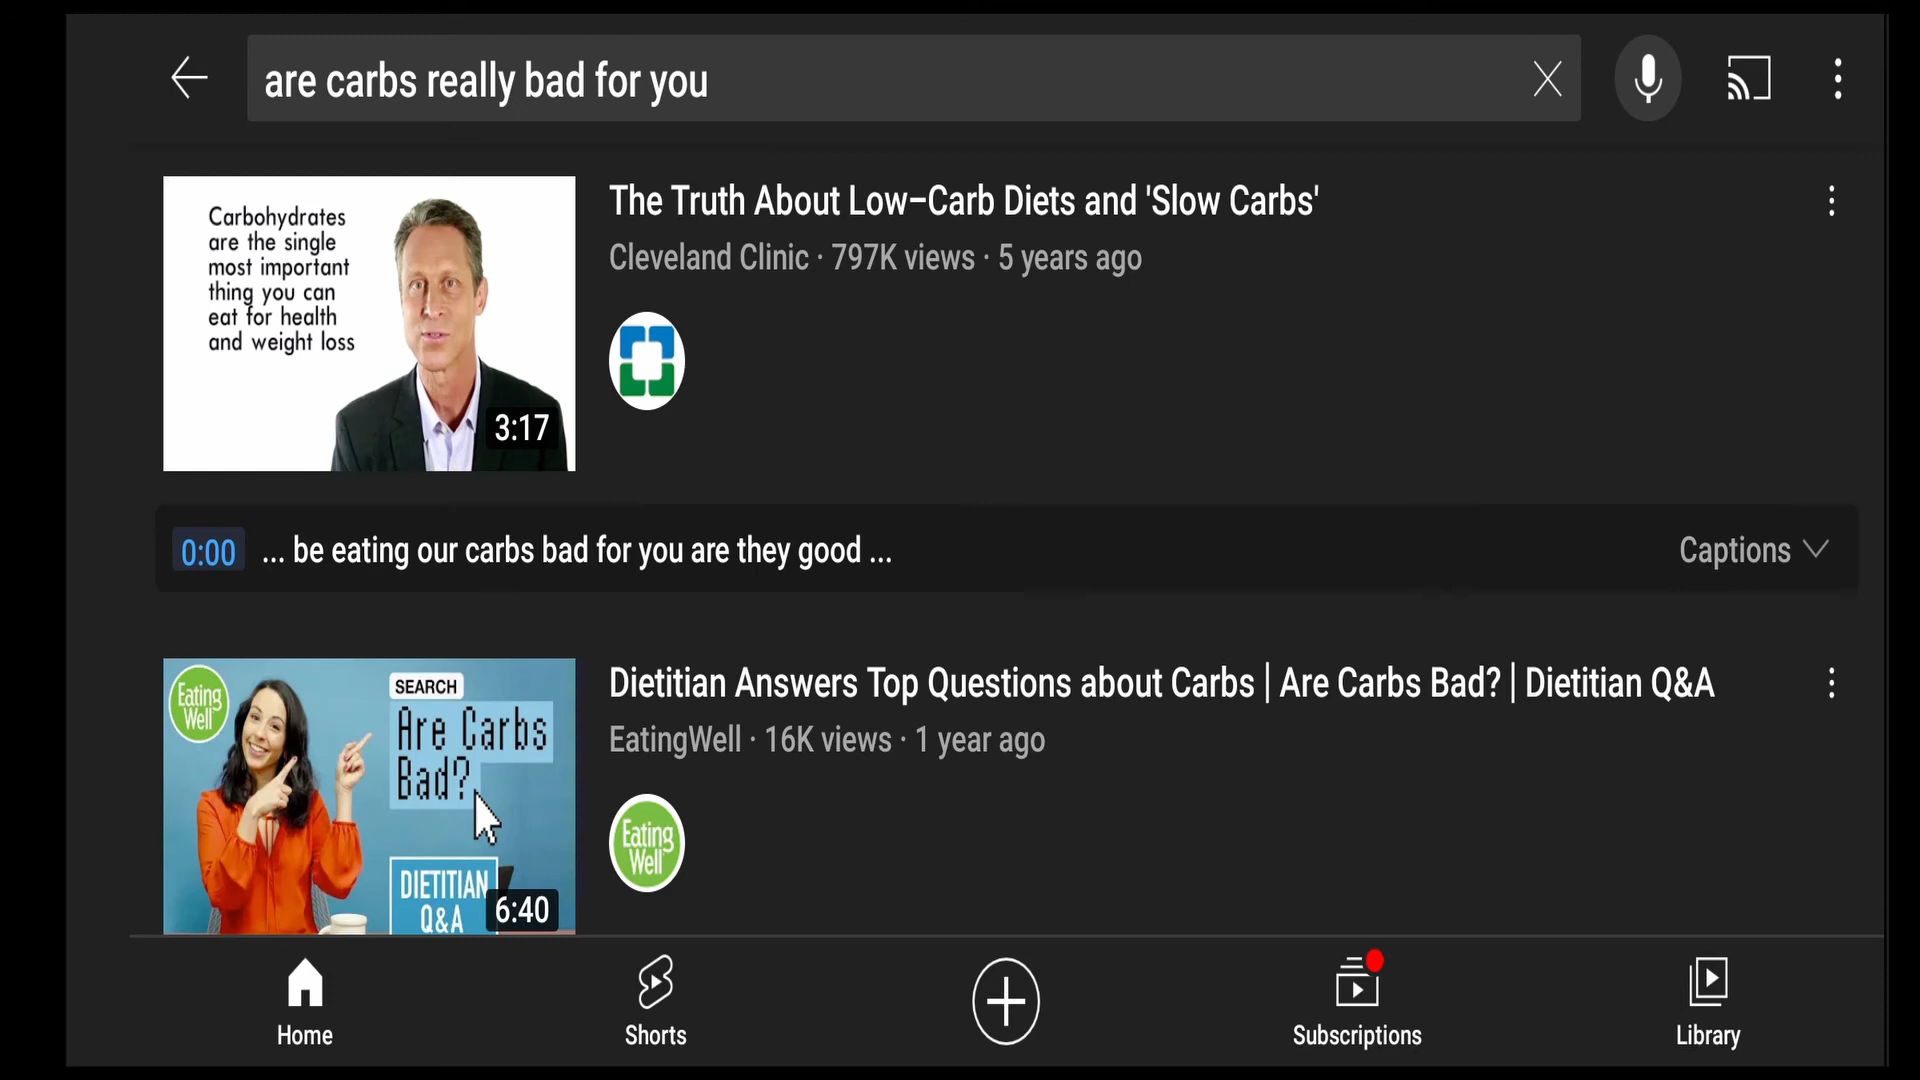 are carbs really bad for you
Carbohydrates
are the single
most important
thing you can
eat for health
and weight loss
3:17
The Truth About Low-Carb Diets and 'Slow Carbs'
Cleveland Clinic · 797K views · 5 years ago
0:00 ... be eating our carbs bad for you are they good ... Captions
Eating
Well
SEARCH
Are Carbs
Bad?
DIETITIAN
Q&A
6:40
Dietitian Answers Top Questions about Carbs | Are Carbs Bad? | Dietitian Q&A
EatingWell · 16K views · 1 year ago
Eating
Well
Home Shorts Subscriptions Library